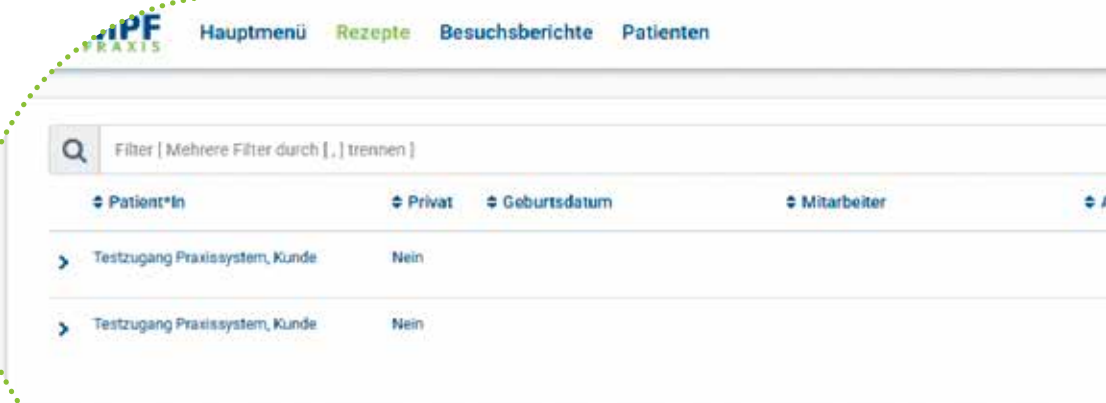 PRAXIS
Hauptmenü Rezepte Besuchsberichte Patienten
Filter [ Mehrere Filter durch [ , ] trennen ]
Patient*In Privat Geburtsdatum Mitarbeiter
Testzugang Praxissystem, Kunde Nein
Testzugang Praxissystem, Kunde Nein